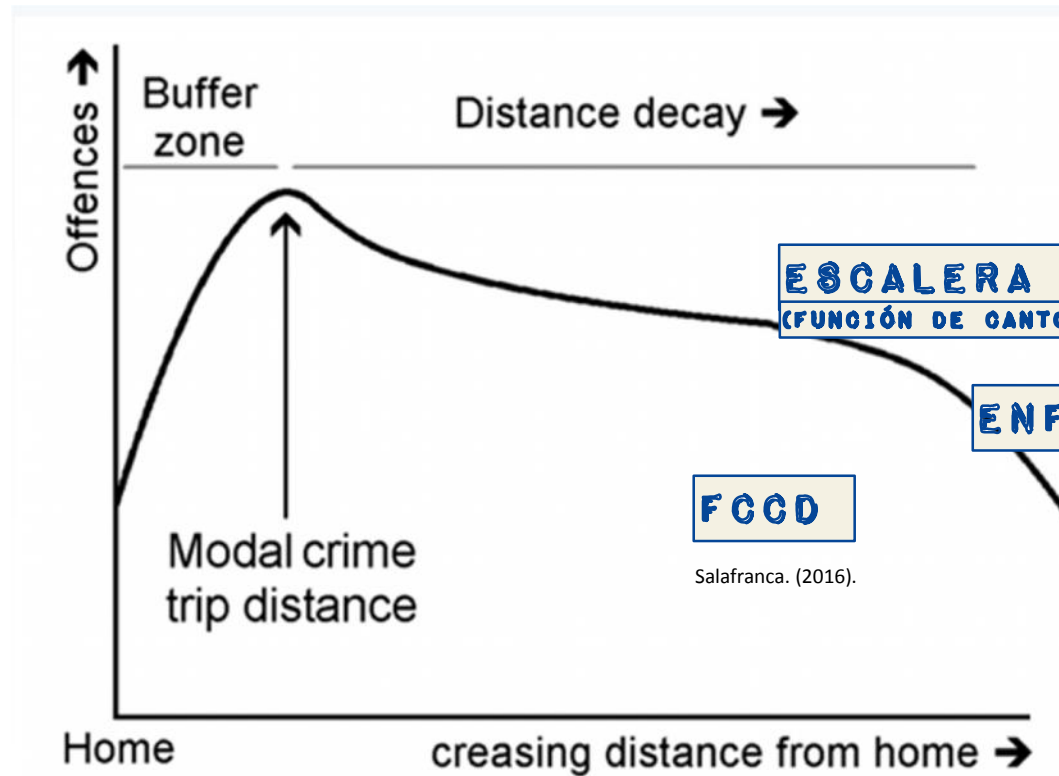 Offences
Buffer
zone
Distance decay
ESCALERA
(FUNCIÓN DE
FCCD
Salafranca. (2016).
Modal crime
trip distance
Home
creasing distance from home